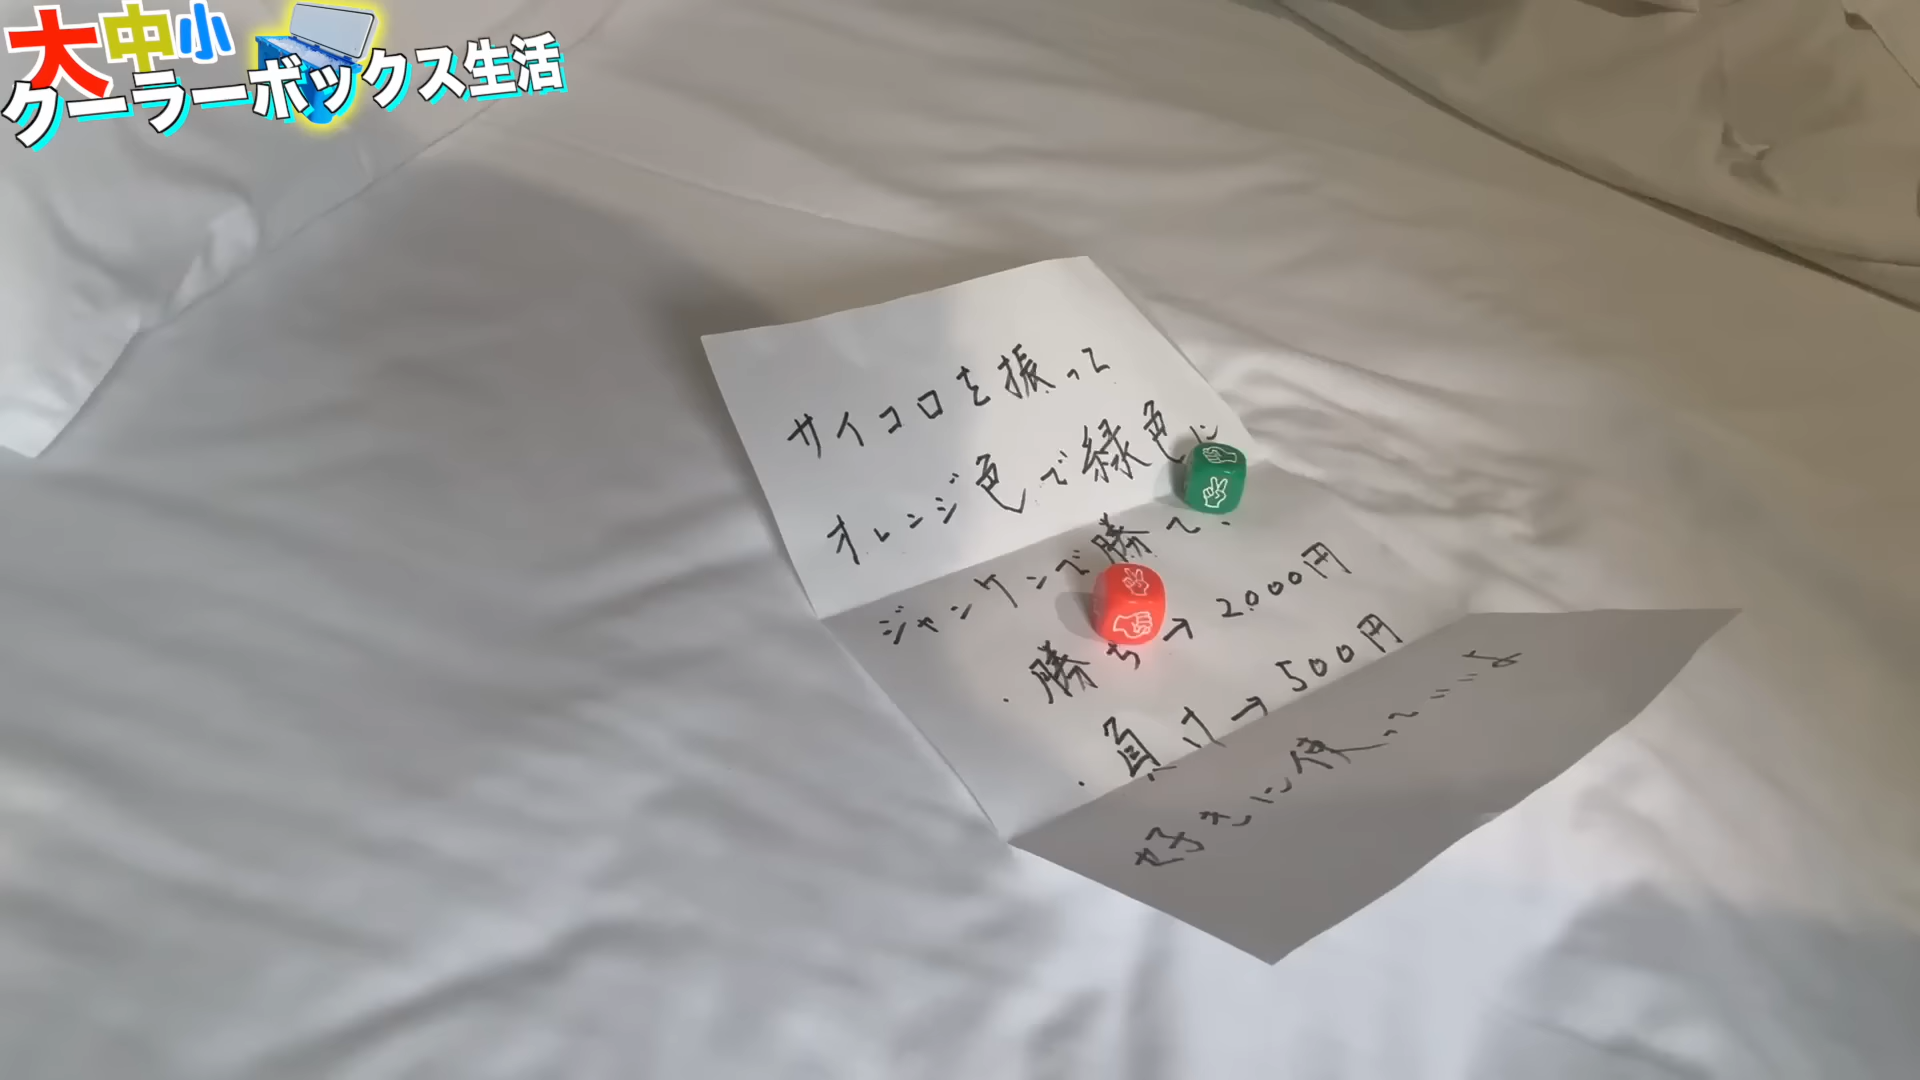 大中小
クーラーボックス生活
サイコロを振って
オレンジ色で緑色に
ジャンケンで勝て.
・勝ち→2000円
・負け→500円
好きに使っていいよ